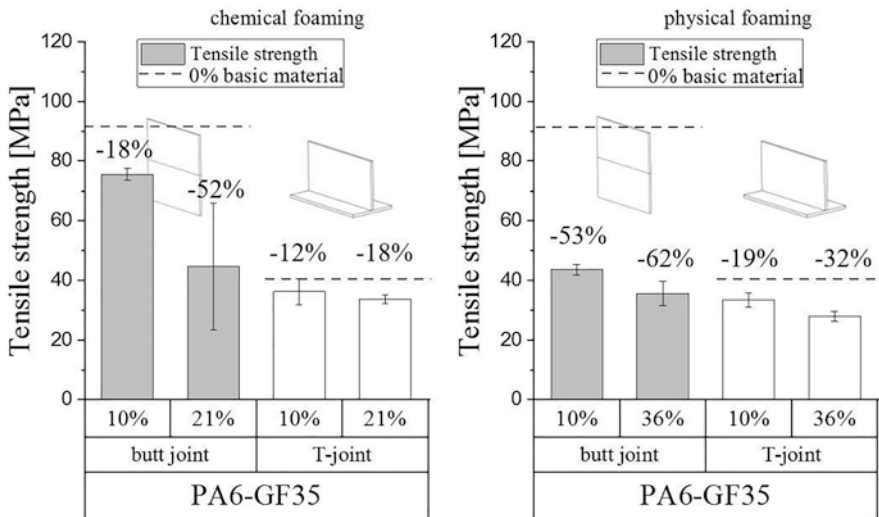 chemical foaming
Tensile strength
0% basic material
Tensile strength [MPa]
120
100
80
60
40
20
0
-18%
-52%
-12%
-18%
10%
21%
10%
21%
butt joint
T-joint
PA6-GF35
physical foaming
Tensile strength
0% basic material
Tensile strength [MPa]
120
100
80
60
40
20
0
-53%
-62%
-19%
-32%
10%
36%
10%
36%
butt joint
T-joint
PA6-GF35